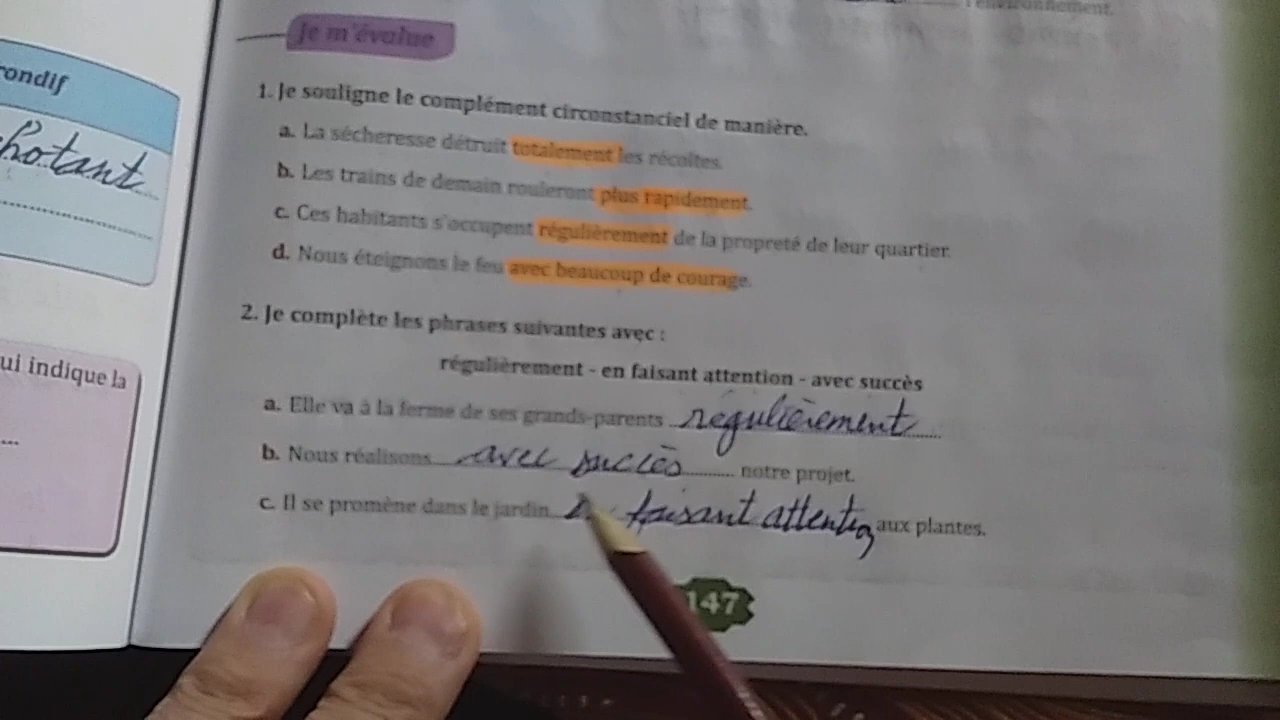 l'environnement.
Je m'évalue
ondif
hotant
1. Je souligne le complément circonstanciel de manière.
a. La sécheresse détruit totalement les récoltes.
b. Les trains de demain rouleront plus rapidement.
c. Ces habitants s'occupent régulièrement de la propreté de leur quartier.
d. Nous éteignons le feu avec beaucoup de courage.
2. Je complète les phrases suivantes avec :
régulièrement - en faisant attention - avec succès
ui indique la
a. Elle va à la ferme de ses grands-parents régulièrement
b. Nous réalisons avec succès notre projet.
c. Il se promène dans le jardin faisant attention aux plantes.
147